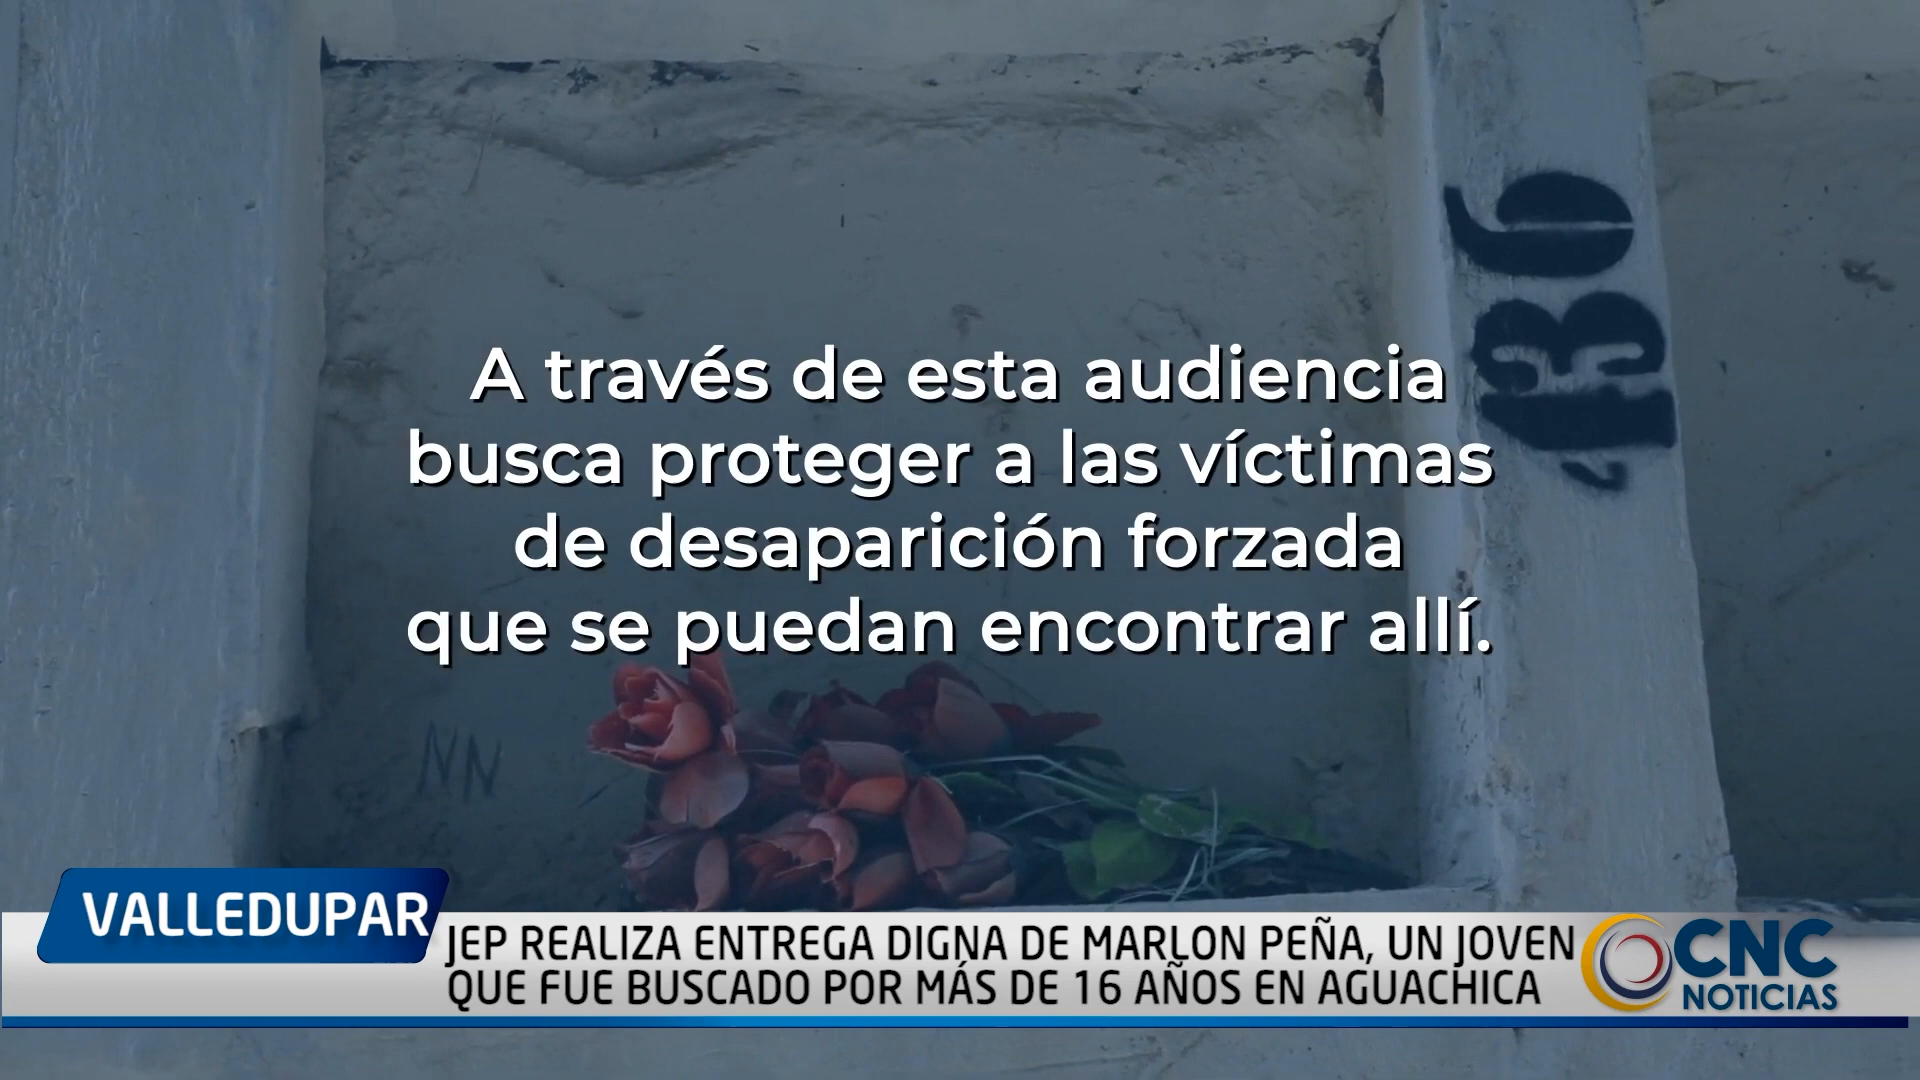 136
A través de esta audiencia
busca proteger a las víctimas
de desaparición forzada
que se puedan encontrar allí.
NN
VALLEDUPAR
JEP REALIZA ENTREGA DIGNA DE MARLON PEÑA, UN JOVEN
QUE FUE BUSCADO POR MÁS DE 16 AÑOS EN AGUACHICA
CNC
NOTICIAS